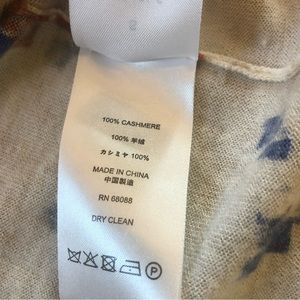 S
100% CASHMERE
100% 羊绒
カシミヤ 100%
MADE IN CHINA
中国製造
RN 68088
DRY CLEAN
P